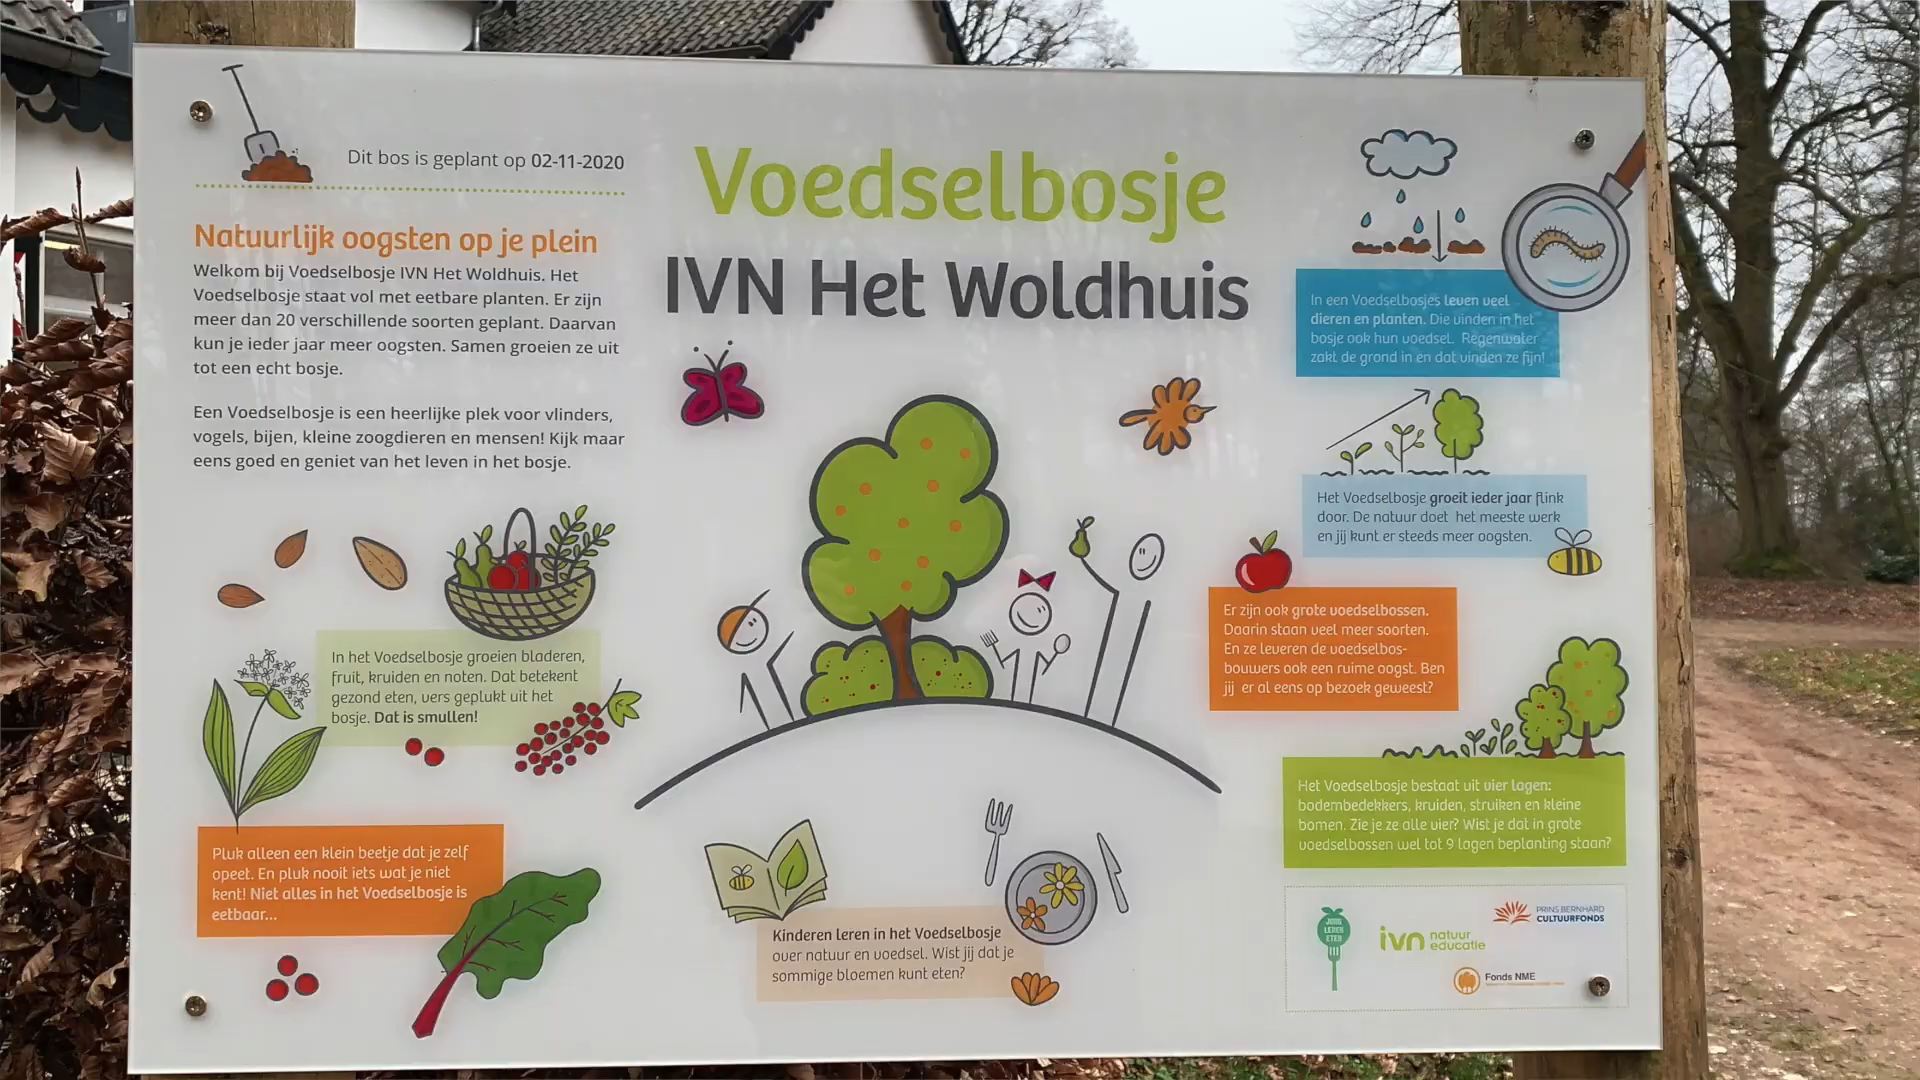 Dit bos is geplant op 02-11-2020
Natuurlijk oogsten op je plein
Welkom bij Voedselbosje IVN Het Woldhuis. Het
Voedselbosje staat vol met eetbare planten. Er zijn
meer dan 20 verschillende soorten geplant. Daarvan
kun je ieder jaar meer oogsten. Samen groeien ze uit
tot een echt bosje.
Een Voedselbosje is een heerlijke plek voor vlinders,
vogels, bijen, kleine zoogdieren en mensen! Kijk maar
eens goed en geniet van het leven in het bosje.
In het Voedselbosje groeien bladeren,
fruit, kruiden en noten. Dat betekent
gezond eten, vers geplukt uit het
bosje. Dat is smullen!
Pluk alleen een klein beetje dat je zelf
opeet. En pluk nooit iets wat je niet
kent! Niet alles in het Voedselbosje is
eetbaar...
Voedselbosje
IVN Het Woldhuis
Kinderen leren in het Voedselbosje
over natuur en voedsel. Wist jij dat je
sommige bloemen kunt eten?
In een Voedselbosjes leven veel
dieren en planten. Die vinden in het
bosje ook hun voedsel. Regenwater
zakt de grond in en dat vinden ze fijn!
Het Voedselbosje groeit ieder jaar flink
door. De natuur doet het meeste werk
en jij kunt er steeds meer oogsten.
Er zijn ook grote voedselbossen.
Daarin staan veel meer soorten.
En ze leveren de voedselbos-
bouwers ook een ruime oogst. Ben
jij er al eens op bezoek geweest?
Het Voedselbosje bestaat uit vier lagen:
bodembedekkers, kruiden, struiken en kleine
bomen. Zie je ze alle vier? Wist je dat in grote
voedselbossen wel tot 9 lagen beplanting staan?
JONG
LEREN
ETEN
ivn natuur
educatie
PRINS BERNHARD
CULTUURFONDS
Fonds NME